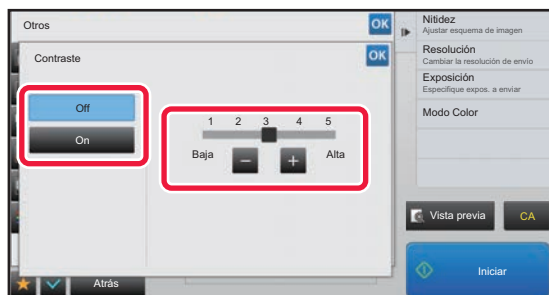 Otros
OK
Contraste
OK
Off
On
1 2 3 4 5
Baja
−
+
Alta
Atrás
Nitidez
Ajustar esquema de imagen
Resolución
Cambiar la resolución de envío
Exposición
Especifique expos. a enviar
Modo Color
Vista previa
CA
Iniciar